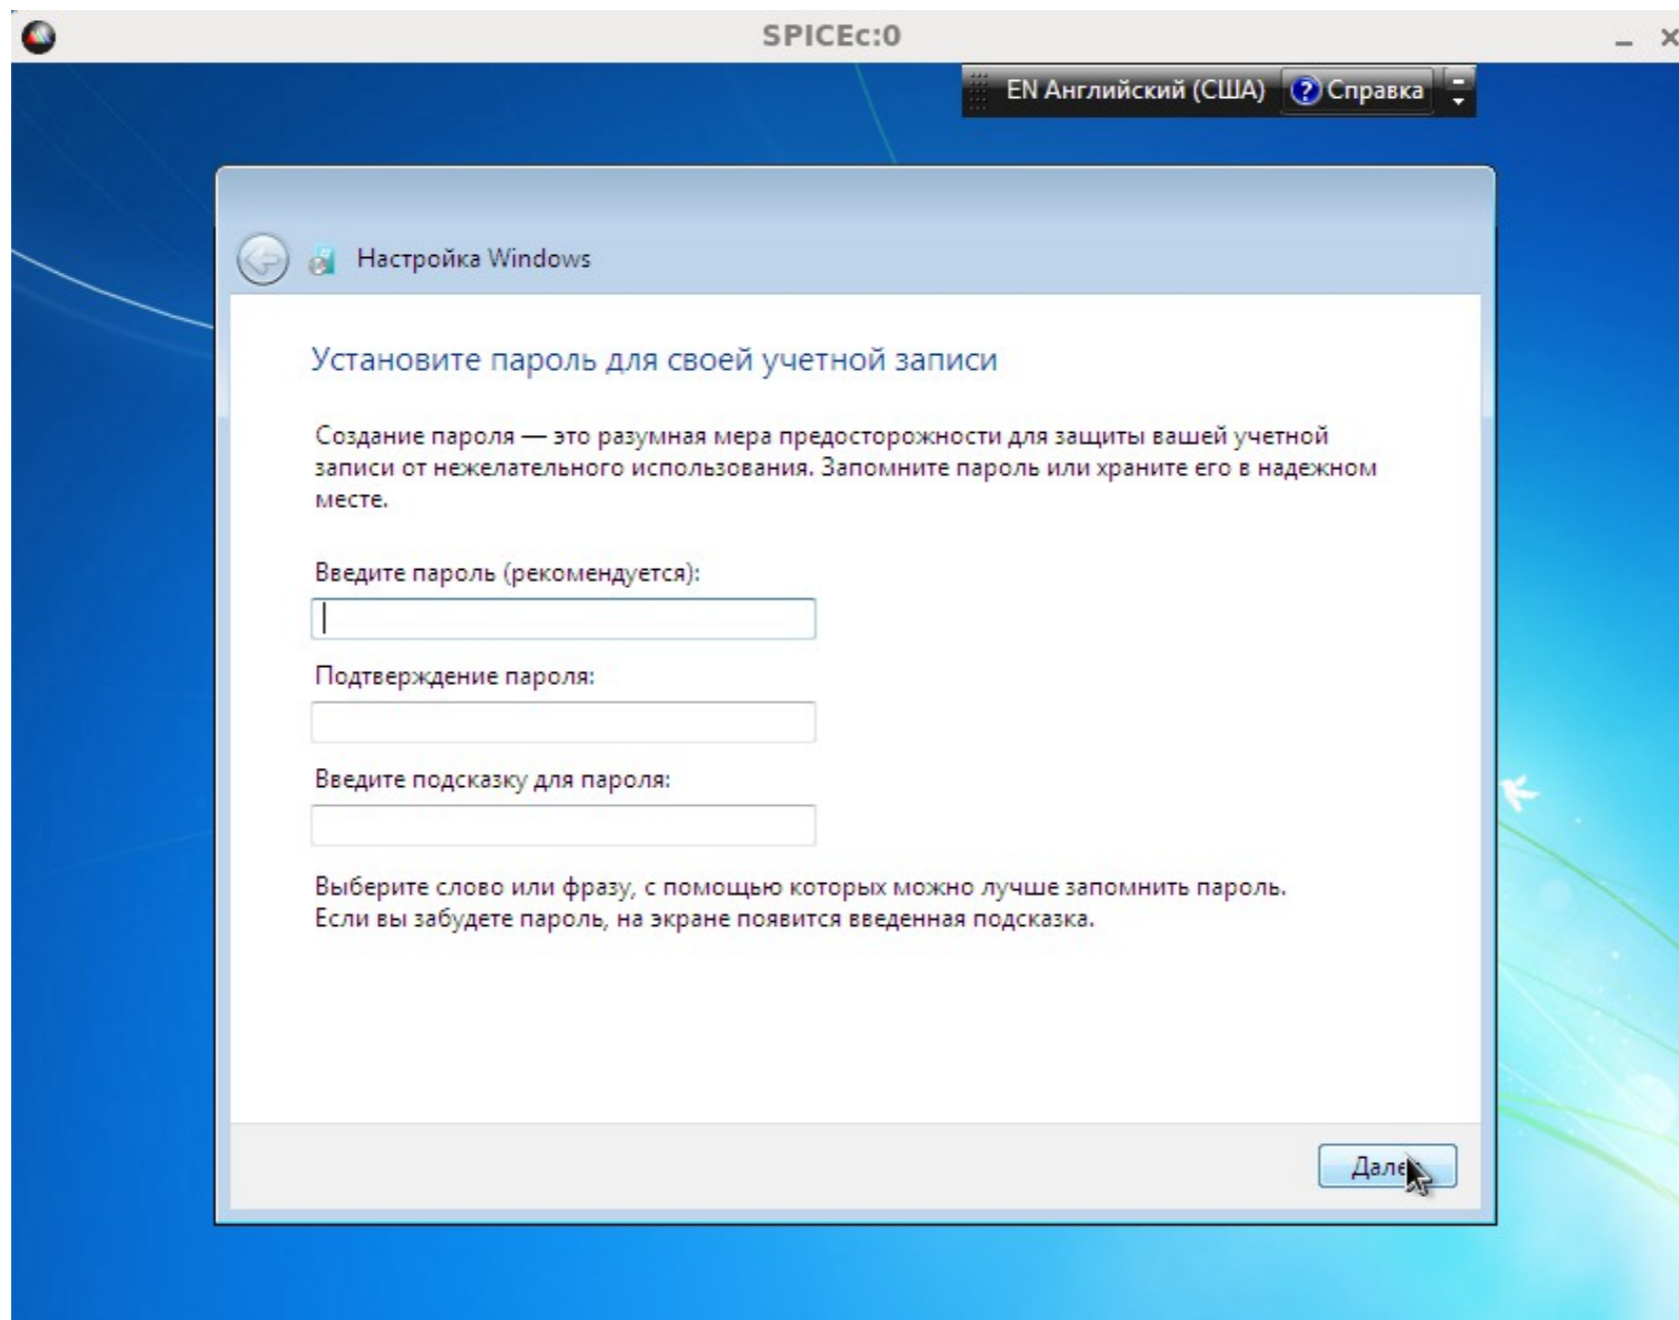 SPICEc:0
EN Английский (США) Справка
Настройка Windows
Установите пароль для своей учетной записи
Создание пароля — это разумная мера предосторожности для защиты вашей учетной
записи от нежелательного использования. Запомните пароль или храните его в надежном
месте.
Введите пароль (рекомендуется):
Подтверждение пароля:
Введите подсказку для пароля:
Выберите слово или фразу, с помощью которых можно лучше запомнить пароль.
Если вы забудете пароль, на экране появится введенная подсказка.
Далее